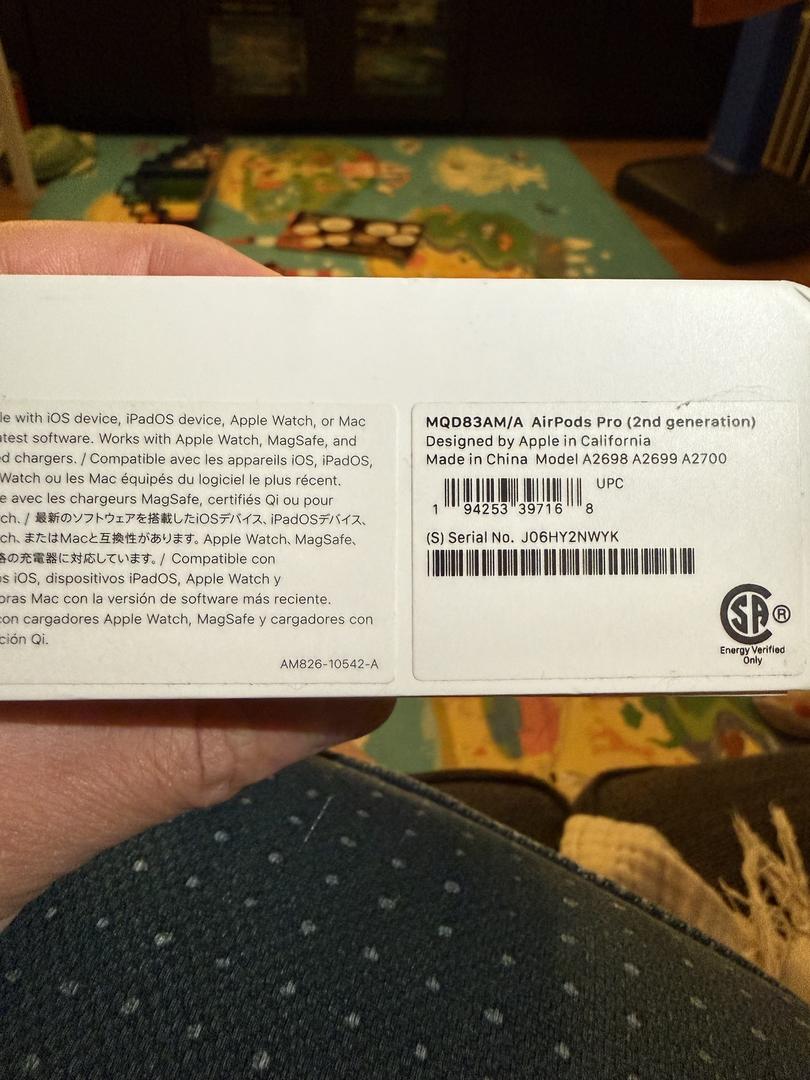 le with iOS device, iPadOS device, Apple Watch, or Mac
atest software. Works with Apple Watch, MagSafe, and
ed chargers. / Compatible avec les appareils iOS, iPadOS,
Watch ou les Mac équipés du logiciel le plus récent.
e avec les chargeurs MagSafe, certifiés Qi ou pour
ch. / 最新のソフトウェアを搭載したiOSデバイス、iPadOSデバイス、
ch、またはMacと互換性があります。Apple Watch、MagSafe、
格の充電器に対応しています。/ Compatible con
os iOS, dispositivos iPadOS, Apple Watch y
oras Mac con la versión de software más reciente.
con cargadores Apple Watch, MagSafe y cargadores con
ción Qi.
AM826-10542-A
MQD83AM/A AirPods Pro (2nd generation)
Designed by Apple in California
Made in China Model A2698 A2699 A2700
UPC
1 94253 39716 8
(S) Serial No. J06HY2NWYK
SA ®
Energy Verified
Only